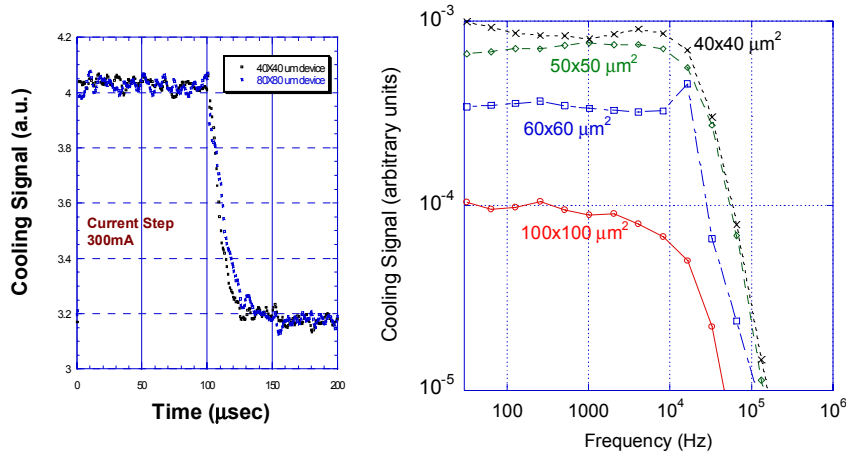 4.2
4
3.8
3.6
3.4
3.2
3
Cooling Signal (a.u.)
40X40 um device
80X80 um device
Current Step
300mA
0
50
100
150
200
Time (μsec)
10⁻³
10⁻⁴
10⁻⁵
Cooling Signal (arbitrary units)
40x40 μm²
50x50 μm²
60x60 μm²
100x100 μm²
100
1000
10⁴
10⁵
10⁶
Frequency (Hz)